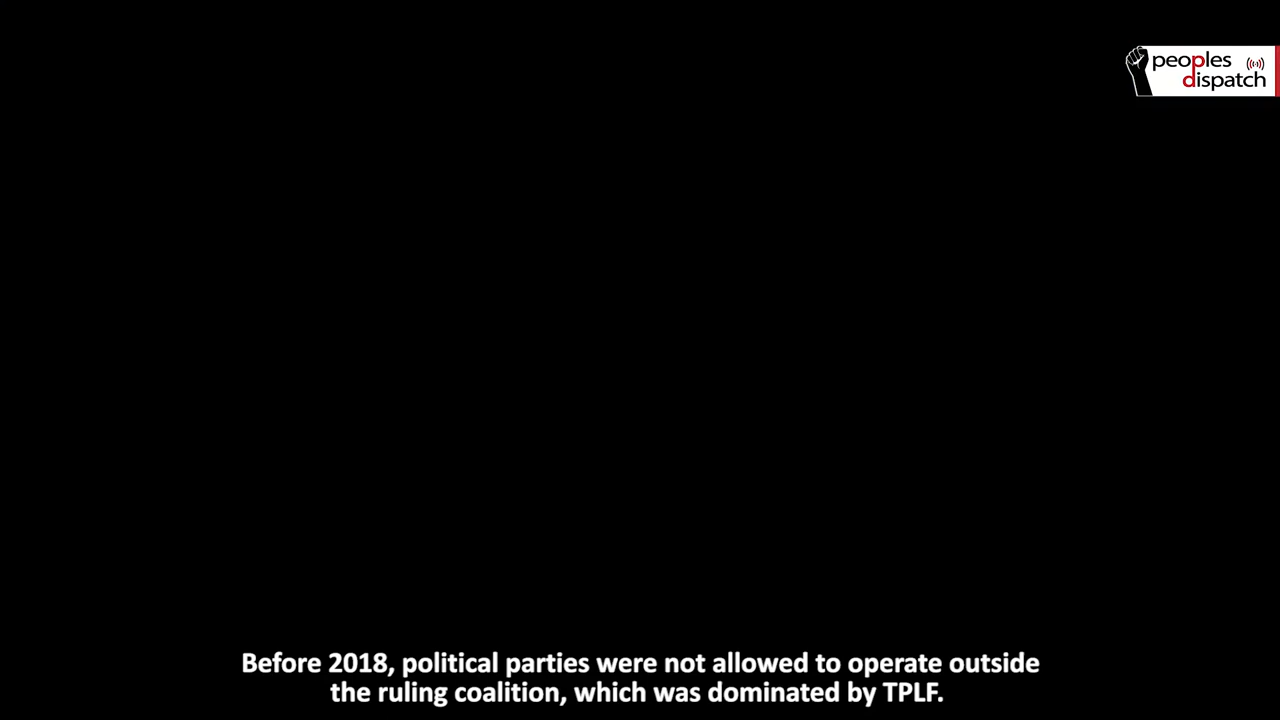 peoples
dispatch
Before 2018, political parties were not allowed to operate outside
the ruling coalition, which was dominated by TPLF.